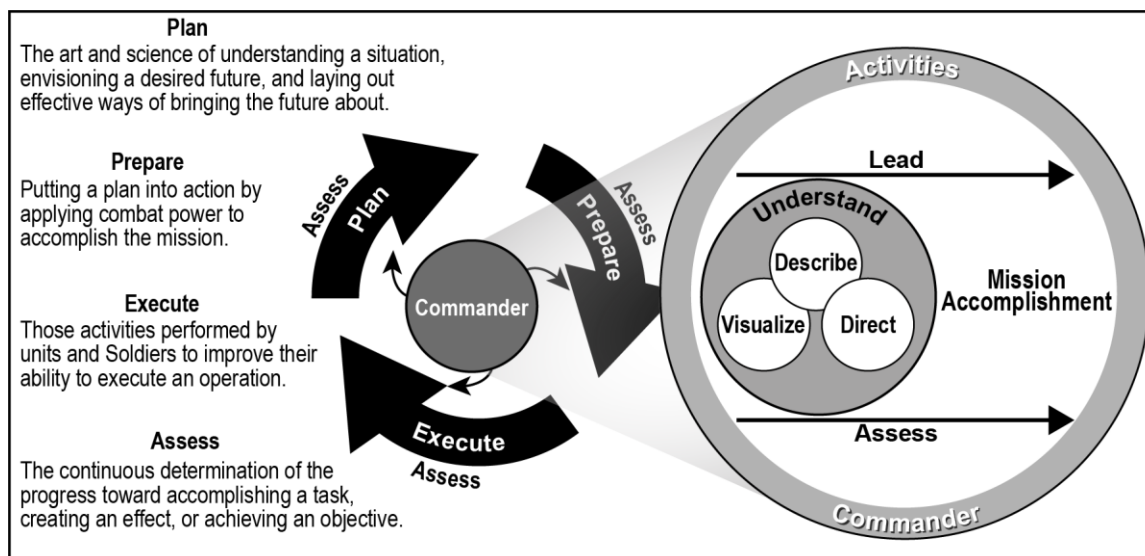 Plan
The art and science of understanding a situation,
envisioning a desired future, and laying out
effective ways of bringing the future about.
Prepare
Putting a plan into action by
applying combat power to
accomplish the mission.
Execute
Those activities performed by
units and Soldiers to improve their
ability to execute an operation.
Assess
The continuous determination of the
progress toward accomplishing a task,
creating an effect, or achieving an objective.
Assess
Plan
Assess
Prepare
Commander
Execute
Assess
Activities
Lead
Understand
Describe
Visualize
Direct
Mission
Accomplishment
Assess
Commander